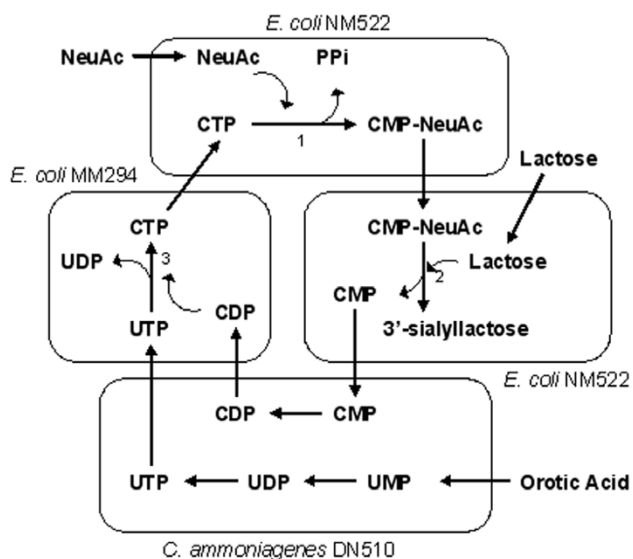 E. coli NM522
NeuAc NeuAc PPi
CTP CMP-NeuAc
1
Lactose
E. coli MM294
CTP CMP-NeuAc
UDP 3 Lactose
2
CMP
CDP
UTP 3’-sialyllactose
E. coli NM522
CDP CMP
UTP UDP UMP Orotic Acid
C. ammoniagenes DN510